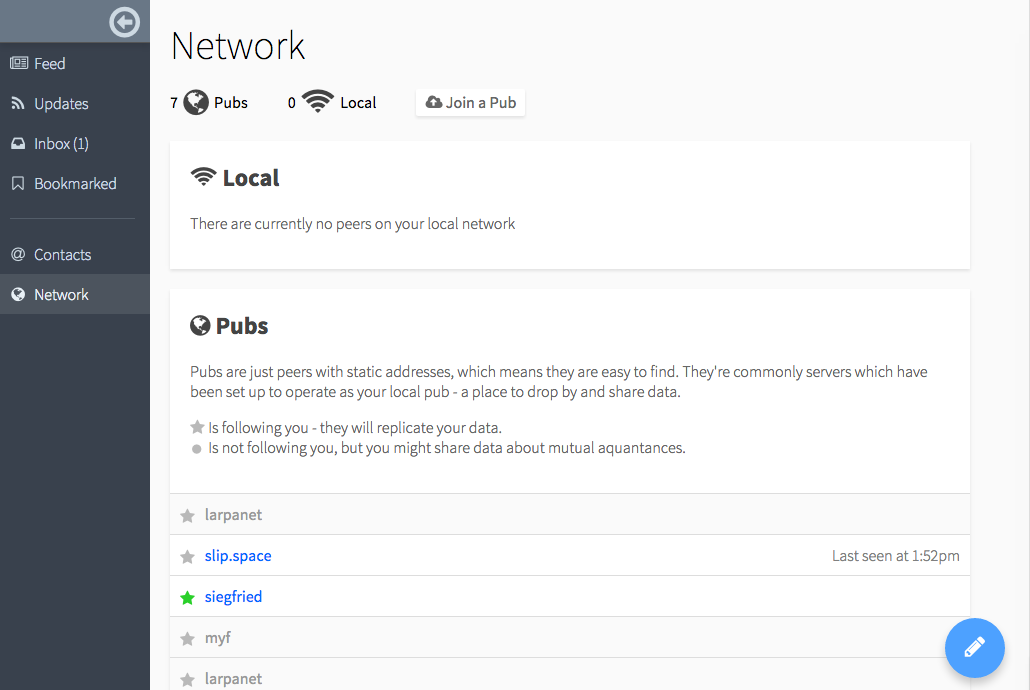 Feed
Updates
Inbox (1)
Bookmarked
Contacts
Network
Network
7 Pubs 0 Local Join a Pub
Local
There are currently no peers on your local network
Pubs
Pubs are just peers with static addresses, which means they are easy to find. They're commonly servers which have
been set up to operate as your local pub - a place to drop by and share data.
Is following you - they will replicate your data.
Is not following you, but you might share data about mutual aquantances.
larpanet
slip.space Last seen at 1:52pm
siegfried
myf
larpanet